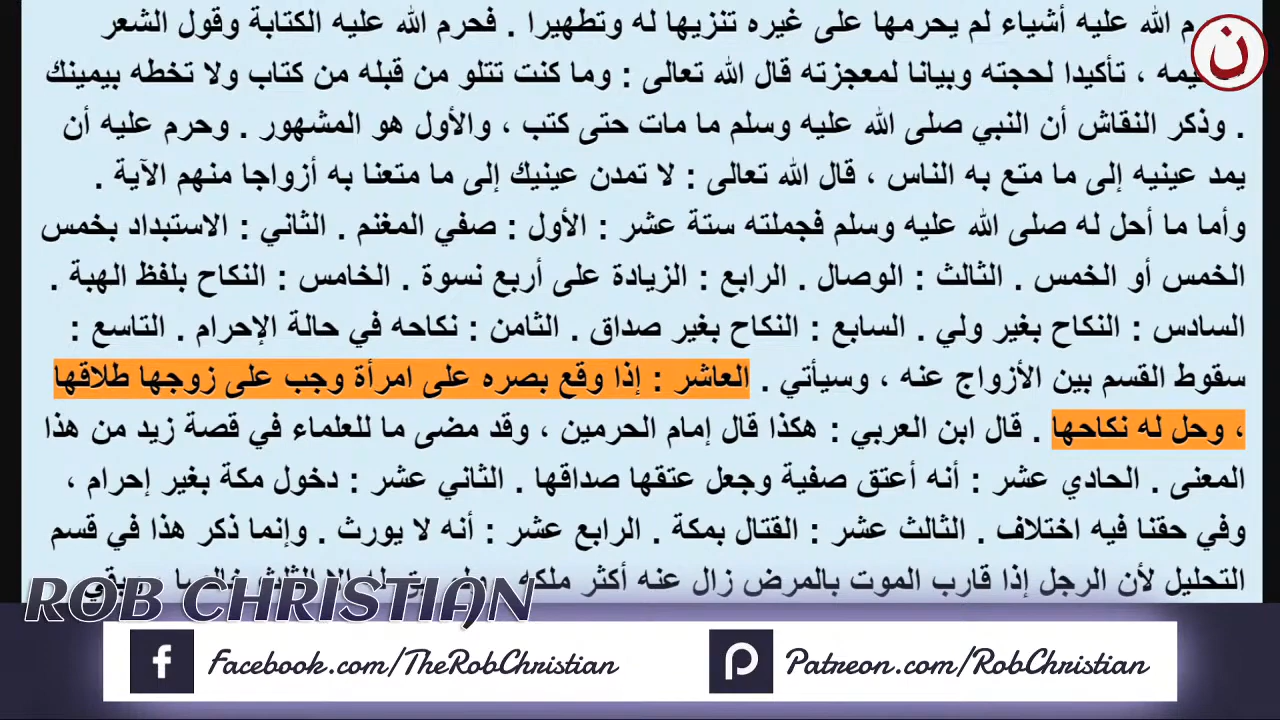 م الله عليه أشياء لم يحرمها على غيره تنزيها له وتطهيرا . فحرم الله عليه الكتابة وقول الشعر
، تأكيدا لحجته وبيانا لمعجزته قال الله تعالى : وما كنت تتلو من قبله من كتاب ولا تخطه بيمينك
. وذكر النقاش أن النبي صلى الله عليه وسلم ما مات حتى كتب ، والأول هو المشهور . وحرم عليه أن
يمد عينيه إلى ما متع به الناس ، قال الله تعالى : لا تمدن عينيك إلى ما متعنا به أزواجا منهم الآية .
وأما ما أحل له صلى الله عليه وسلم فجملته ستة عشر : الأول : صفي المغنم . الثاني : الاستبداد بخمس
الخمس أو الخمس . الثالث : الوصال . الرابع : الزيادة على أربع نسوة . الخامس : النكاح بلفظ الهبة .
السادس : النكاح بغير ولي . السابع : النكاح بغير صداق . الثامن : نكاحه في حالة الإحرام . التاسع :
سقوط القسم بين الأزواج عنه ، وسيأتي . العاشر : إذا وقع بصره على امرأة وجب على زوجها طلاقها
، وحل له نكاحها . قال ابن العربي : هكذا قال إمام الحرمين ، وقد مضى ما للعلماء في قصة زيد من هذا
المعنى . الحادي عشر : أنه أعتق صفية وجعل عتقها صداقها . الثاني عشر : دخول مكة بغير إحرام ،
وفي حقنا فيه اختلاف . الثالث عشر : القتال بمكة . الرابع عشر : أنه لا يورث . وإنما ذكر هذا في قسم
التحليل لأن الرجل إذا قارب الموت بالمرض زال عنه أكثر ملكه
ن
ROB CHRISTIAN
Facebook.com/TheRobChristian
Patreon.com/RobChristian